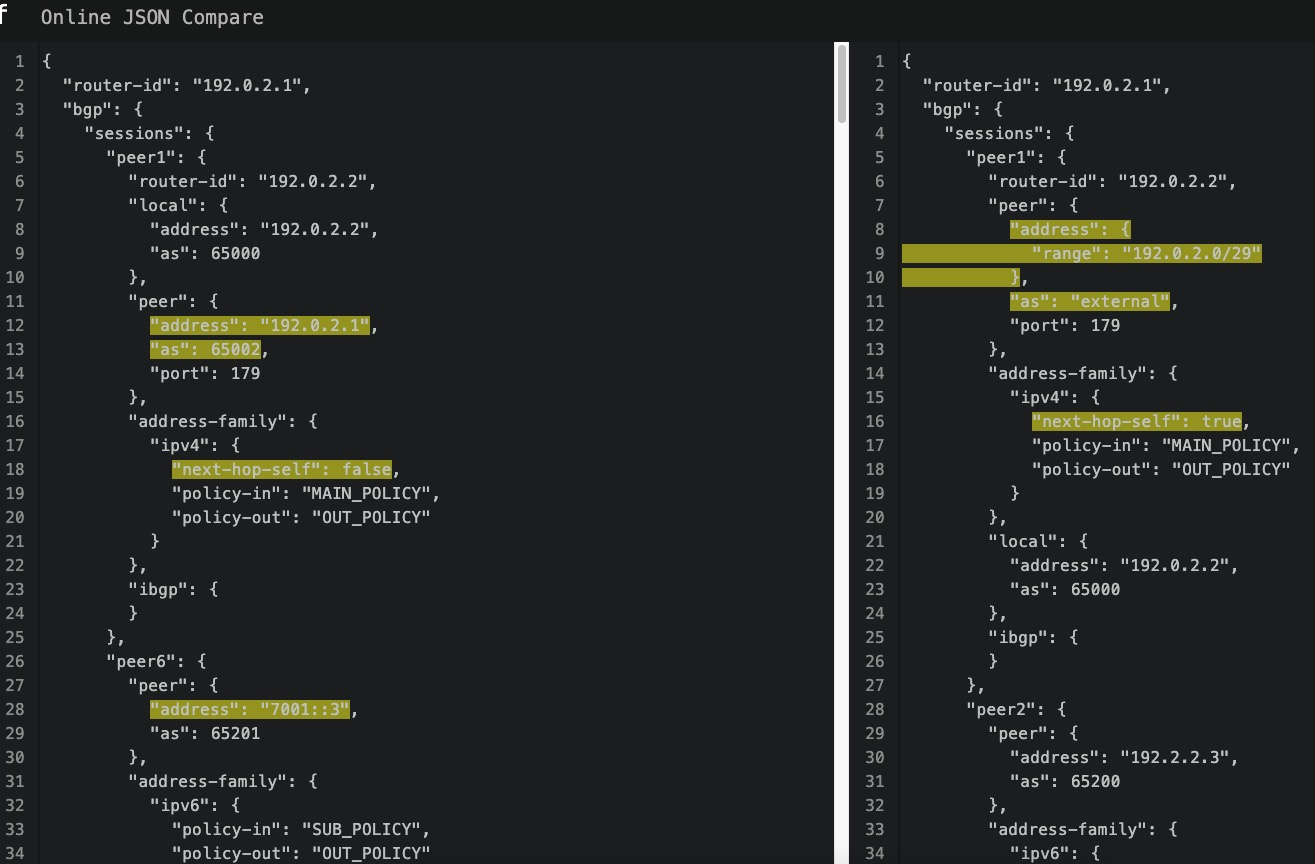 f Online JSON Compare
1 {
2 "router-id": "192.0.2.1",
3 "bgp": {
4 "sessions": {
5 "peer1": {
6 "router-id": "192.0.2.2",
7 "local": {
8 "address": "192.0.2.2",
9 "as": 65000
10 },
11 "peer": {
12 "address": "192.0.2.1",
13 "as": 65002,
14 "port": 179
15 },
16 "address-family": {
17 "ipv4": {
18 "next-hop-self": false,
19 "policy-in": "MAIN_POLICY",
20 "policy-out": "OUT_POLICY"
21 }
22 },
23 "ibgp": {
24 }
25 },
26 "peer6": {
27 "peer": {
28 "address": "7001::3",
29 "as": 65201
30 },
31 "address-family": {
32 "ipv6": {
33 "policy-in": "SUB_POLICY",
34 "policy-out": "OUT_POLICY"
1 {
2 "router-id": "192.0.2.1",
3 "bgp": {
4 "sessions": {
5 "peer1": {
6 "router-id": "192.0.2.2",
7 "peer": {
8 "address": {
9 "range": "192.0.2.0/29"
10 },
11 "as": "external",
12 "port": 179
13 },
14 "address-family": {
15 "ipv4": {
16 "next-hop-self": true,
17 "policy-in": "MAIN_POLICY",
18 "policy-out": "OUT_POLICY"
19 }
20 },
21 "local": {
22 "address": "192.0.2.2",
23 "as": 65000
24 },
25 "ibgp": {
26 }
27 },
28 "peer2": {
29 "peer": {
30 "address": "192.2.2.3",
31 "as": 65200
32 },
33 "address-family": {
34 "ipv6": {